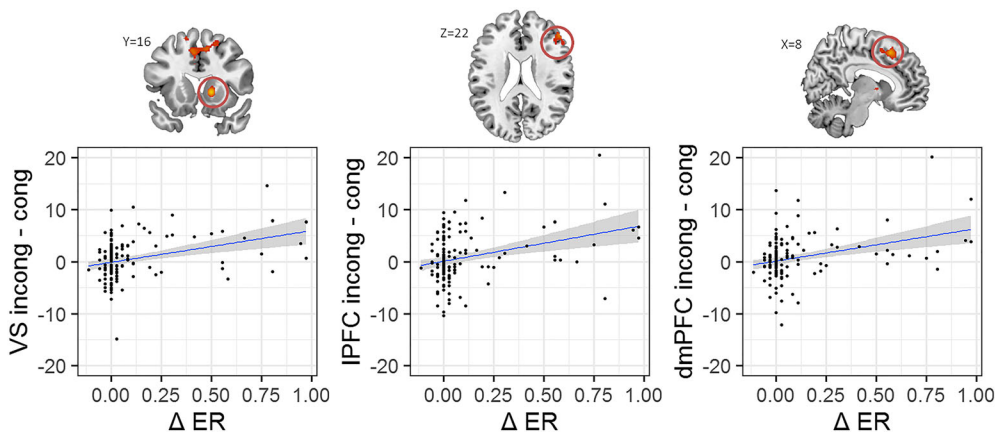 Y=16
Z=22
X=8
VS incong - cong
20
10
0
-10
-20
0.00 0.25 0.50 0.75 1.00
Δ ER
lPFC incong - cong
20
10
0
-10
-20
0.00 0.25 0.50 0.75 1.00
Δ ER
dmPFC incong - cong
20
10
0
-10
-20
0.00 0.25 0.50 0.75 1.00
Δ ER